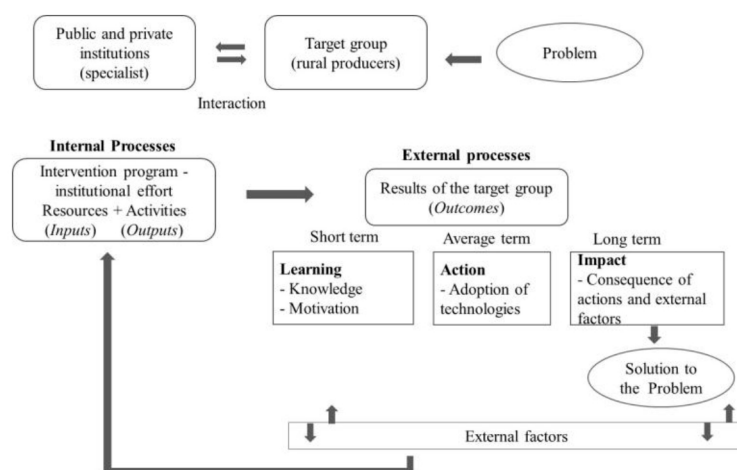 Public and private
institutions
(specialist)
Target group
(rural producers)
Problem
Interaction
Internal Processes
Intervention program -
institutional effort
Resources + Activities
(Inputs) (Outputs)
External processes
Results of the target group
(Outcomes)
Short term
Average term
Long term
Learning
- Knowledge
- Motivation
Action
- Adoption of
technologies
Impact
- Consequence of
actions and external
factors
Solution to
the Problem
External factors